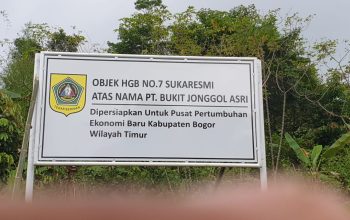 OBJEK HGB NO.7 SUKARESMI
ATAS NAMA PT. BUKIT JONGGOL ASRI
Dipersiapkan Untuk Pusat Pertumbuhan
Ekonomi Baru Kabupaten Bogor
Wilayah Timur